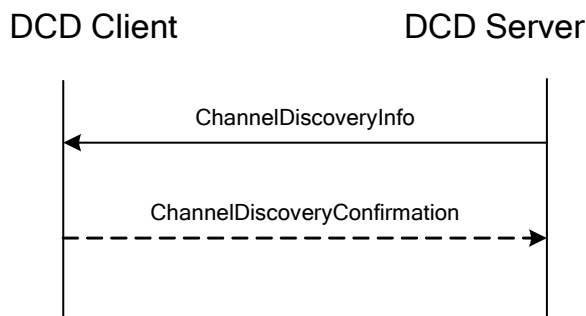 DCD Client
DCD Server
ChannelDiscoveryInfo
ChannelDiscoveryConfirmation